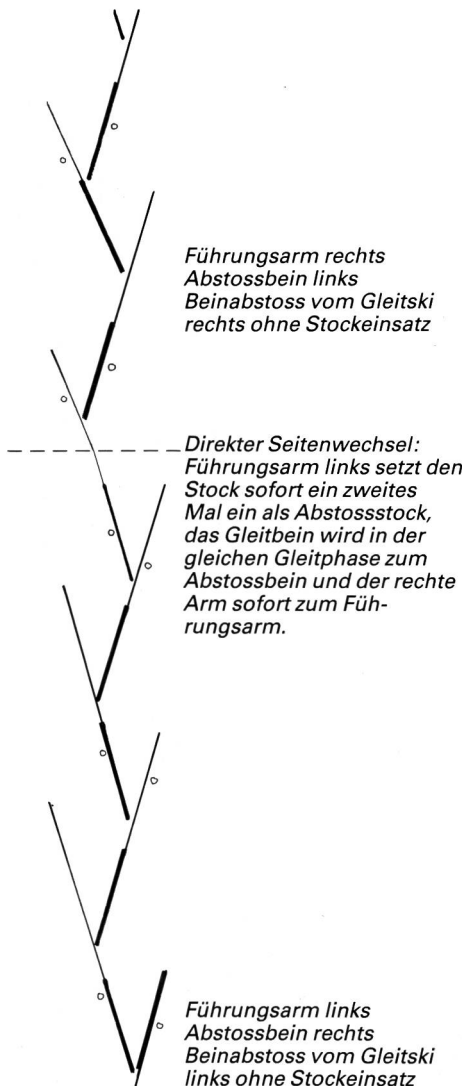 Führungsarm rechts
Abstossbein links
Beinabstoss vom Gleitski
rechts ohne Stockeinsatz
Direkter Seitenwechsel:
Führungsarm links setzt den
Stock sofort ein zweites
Mal ein als Abstossstock,
das Gleitbein wird in der
gleichen Gleitphase zum
Abstossbein und der rechte
Arm sofort zum Füh-
rungsarm.
Führungsarm links
Abstossbein rechts
Beinabstoss vom Gleitski
links ohne Stockeinsatz